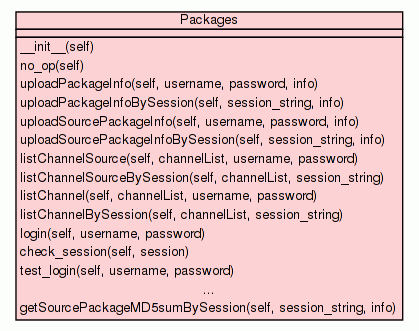 Packages
__init__(self)
no_op(self)
uploadPackageInfo(self, username, password, info)
uploadPackageInfoBySession(self, session_string, info)
uploadSourcePackageInfo(self, username, password, info)
uploadSourcePackageInfoBySession(self, session_string, info)
listChannelSource(self, channelList, username, password)
listChannelSourceBySession(self, channelList, session_string)
listChannel(self, channelList, username, password)
listChannelBySession(self, channelList, session_string)
login(self, username, password)
check_session(self, session)
test_login(self, username, password)
...
getSourcePackageMD5sumBySession(self, session_string, info)